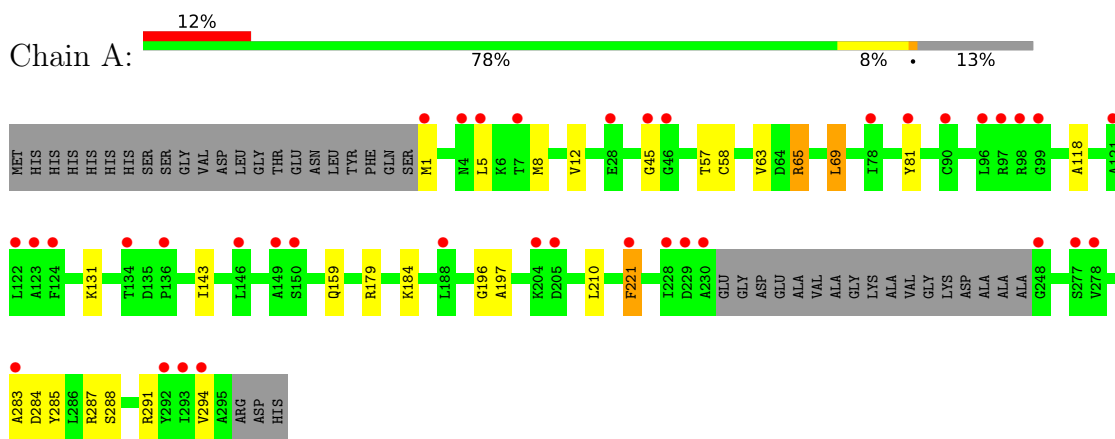 12%
Chain A:
78% 8% • 13%
MET HIS HIS HIS HIS HIS HIS SER SER GLY VAL ASP LEU GLY THR GLU ASN LEU TYR PHE GLN SER M1 N4 L5 K6 T7 M8 V12 E28 G45 G46 T57 C58 V63 D64 R65 L69 I78 Y81 C90 L96 R97 R98 G99 A118 A121
L122 A123 F124 K131 T134 D135 P136 I143 L146 A149 S150 Q159 R179 K184 L188 G196 A197 K204 D205 L210 F221 I228 D229 A230 GLU GLY ASP GLU ALA VAL ALA GLY LYS ALA VAL GLY LYS ASP ALA ALA ALA G248 S277 V278
A283 D284 Y285 L286 R287 S288 R291 Y292 I293 V294 A295 ARG ASP HIS